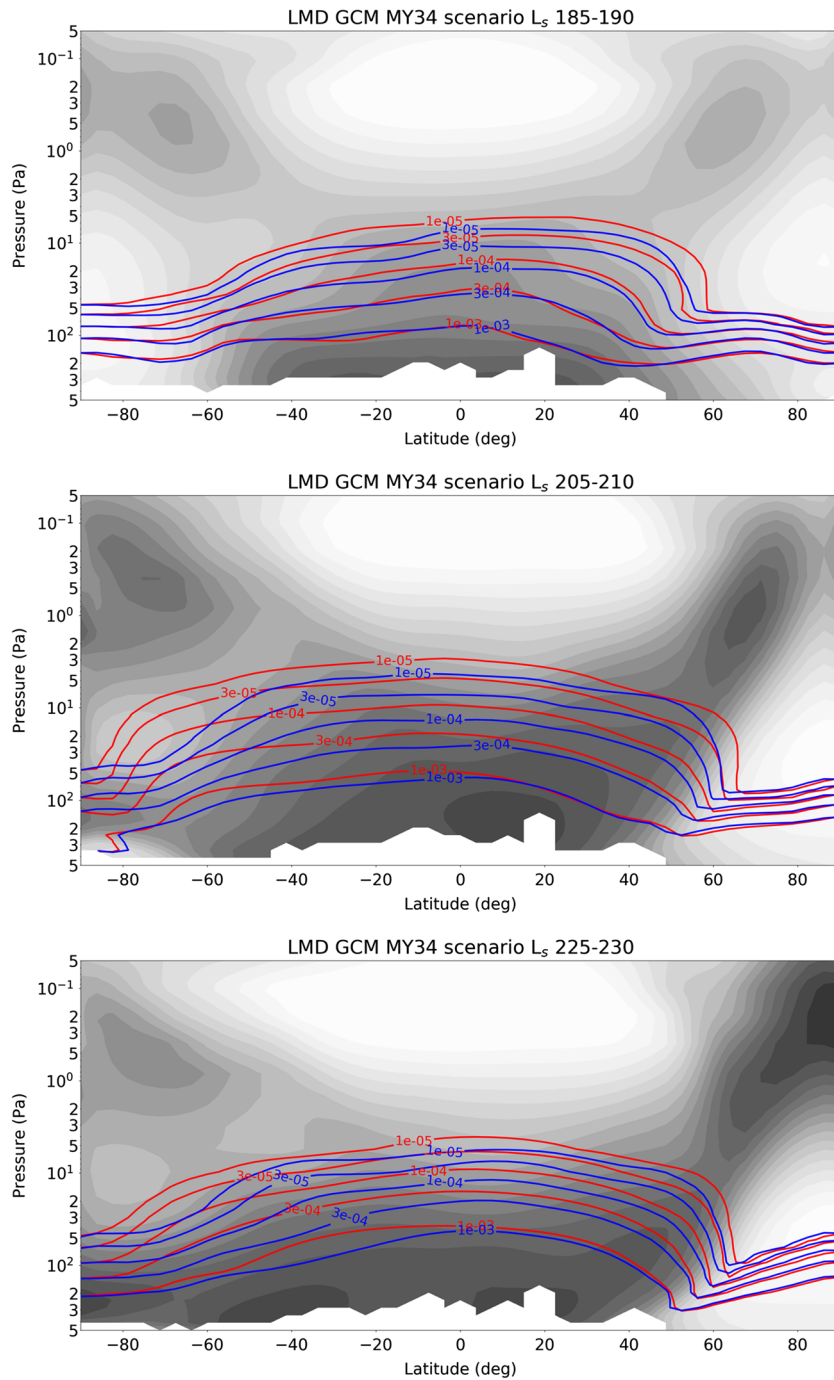 LMD GCM MY34 scenario Ls 185-190
5
10⁻¹
2
3
5
10⁰
2
3
5
10¹
2
3
5
10²
2
3
5
Pressure (Pa)
1e-05
1e-05
3e-05
3e-05
1e-04
1e-04
3e-04
3e-04
1e-03
1e-03
−80 −60 −40 −20 0 20 40 60 80
Latitude (deg)
LMD GCM MY34 scenario Ls 205-210
5
10⁻¹
2
3
5
10⁰
2
3
5
10¹
2
3
5
10²
2
3
5
Pressure (Pa)
1e-05
1e-05
3e-05
3e-05
1e-04
1e-04
3e-04
3e-04
1e-03
1e-03
−80 −60 −40 −20 0 20 40 60 80
Latitude (deg)
LMD GCM MY34 scenario Ls 225-230
5
10⁻¹
2
3
5
10⁰
2
3
5
10¹
2
3
5
10²
2
3
5
Pressure (Pa)
1e-05
1e-05
3e-05
3e-05
1e-04
1e-04
3e-04
3e-04
1e-03
1e-03
−80 −60 −40 −20 0 20 40 60 80
Latitude (deg)